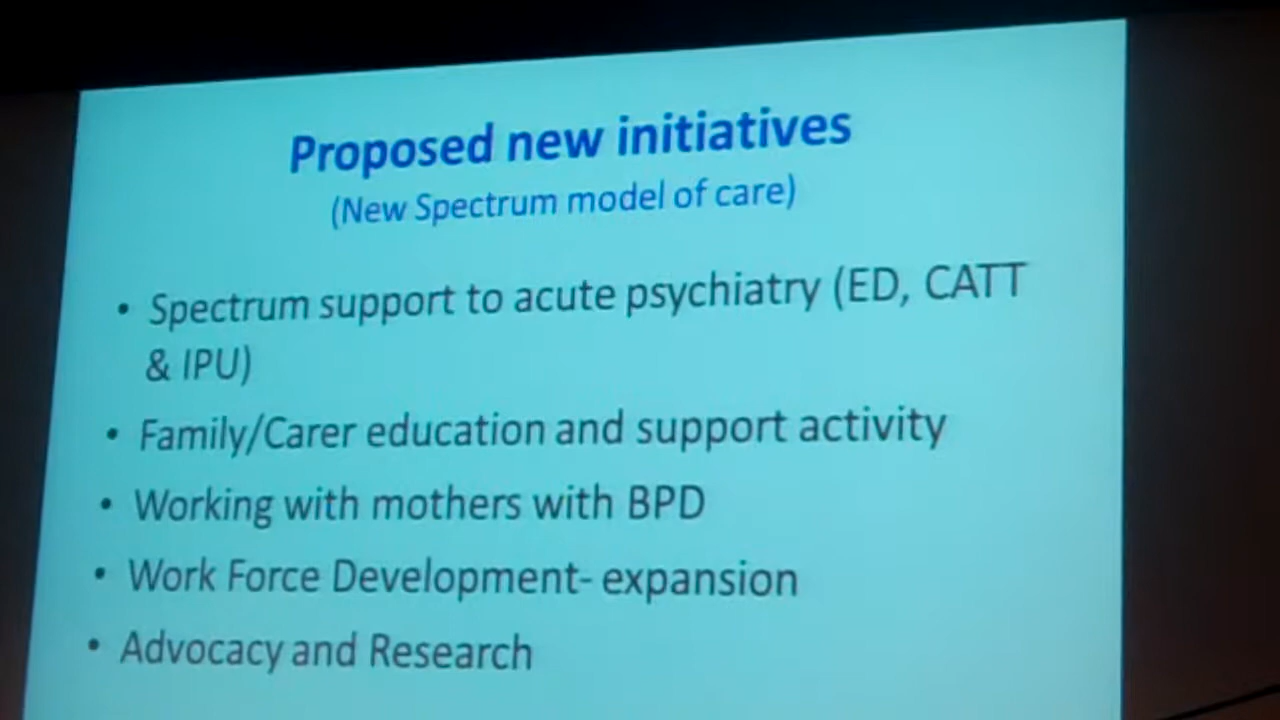 Proposed new initiatives
(New Spectrum model of care)
• Spectrum support to acute psychiatry (ED, CATT
& IPU)
• Family/Carer education and support activity
• Working with mothers with BPD
• Work Force Development- expansion
• Advocacy and Research